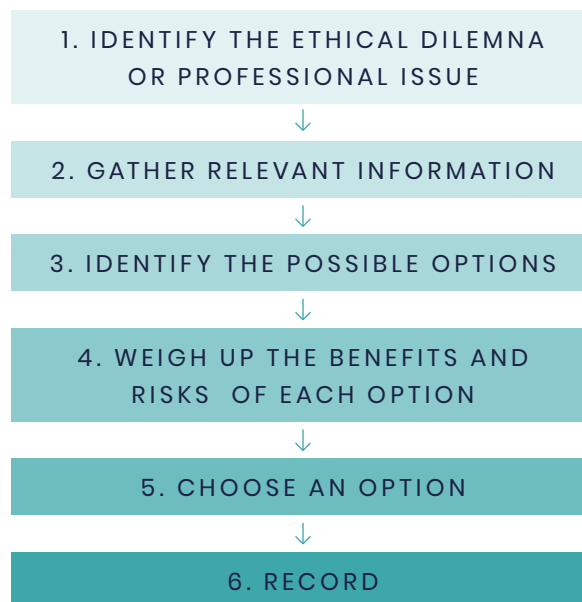 1. IDENTIFY THE ETHICAL DILEMNA
OR PROFESSIONAL ISSUE
2. GATHER RELEVANT INFORMATION
3. IDENTIFY THE POSSIBLE OPTIONS
4. WEIGH UP THE BENEFITS AND
RISKS OF EACH OPTION
5. CHOOSE AN OPTION
6. RECORD